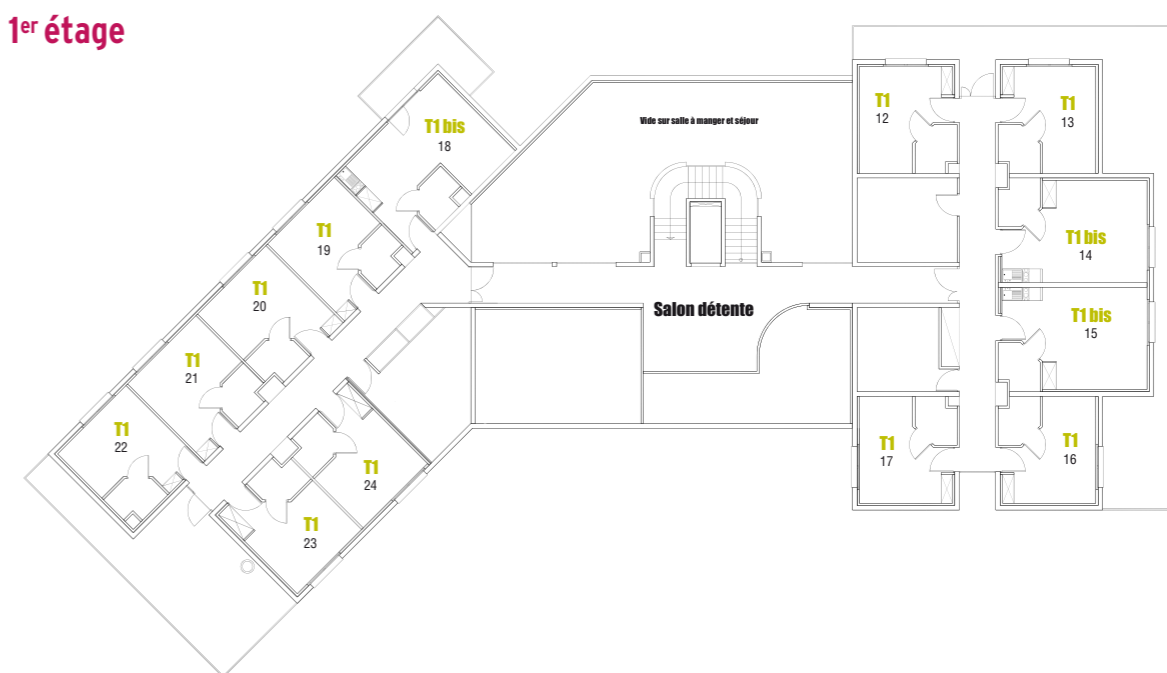 1er étage
T1 bis
18
Vide sur salle à manger et séjour
T1
12
T1
13
T1
19
T1 bis
14
T1
20
Salon détente
T1 bis
15
T1
21
T1
22
T1
24
T1
17
T1
16
T1
23